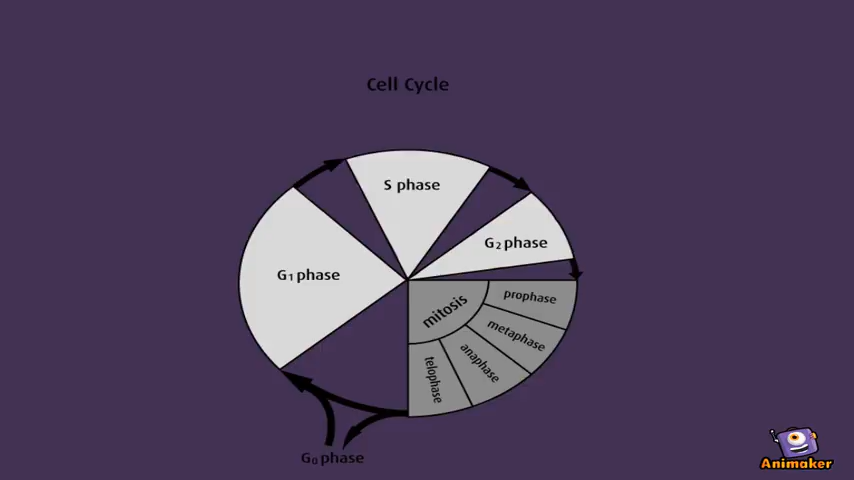 Cell Cycle
S phase
G₂ phase
G₁ phase
mitosis
prophase
metaphase
anaphase
telophase
G₀ phase
Animaker